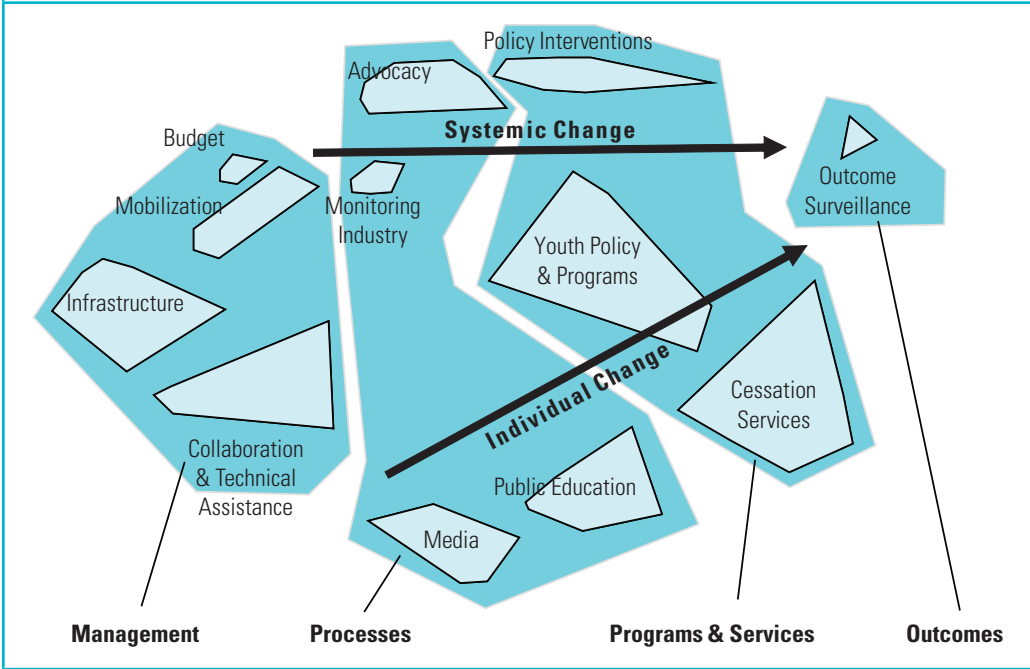 Policy Interventions
Advocacy
Systemic Change
Budget
Mobilization
Monitoring
Industry
Outcome
Surveillance
Youth Policy
& Programs
Infrastructure
Individual Change
Cessation
Services
Collaboration
& Technical
Assistance
Public Education
Media
Management
Processes
Programs & Services
Outcomes